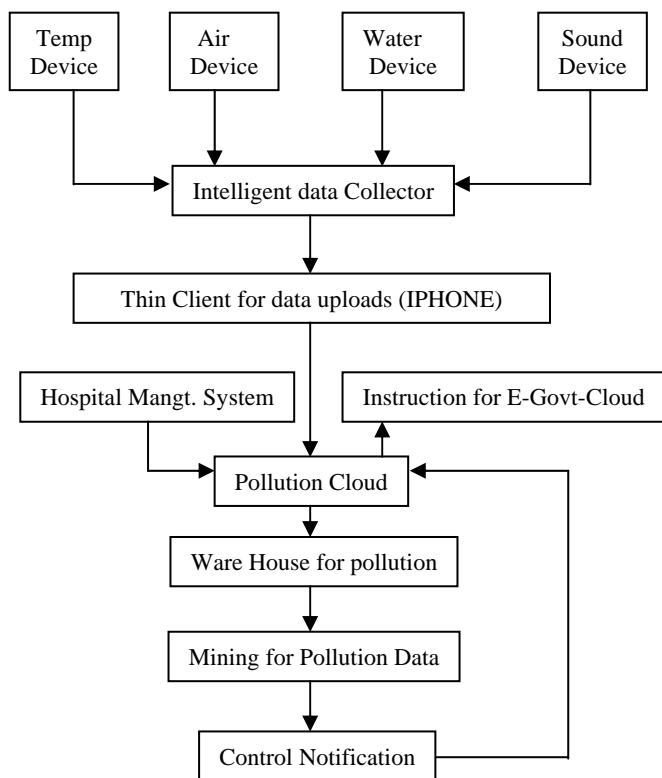 Temp
Device
Air
Device
Water
Device
Sound
Device
Intelligent data Collector
Thin Client for data uploads (IPHONE)
Hospital Mangt. System
Instruction for E-Govt-Cloud
Pollution Cloud
Ware House for pollution
Mining for Pollution Data
Control Notification